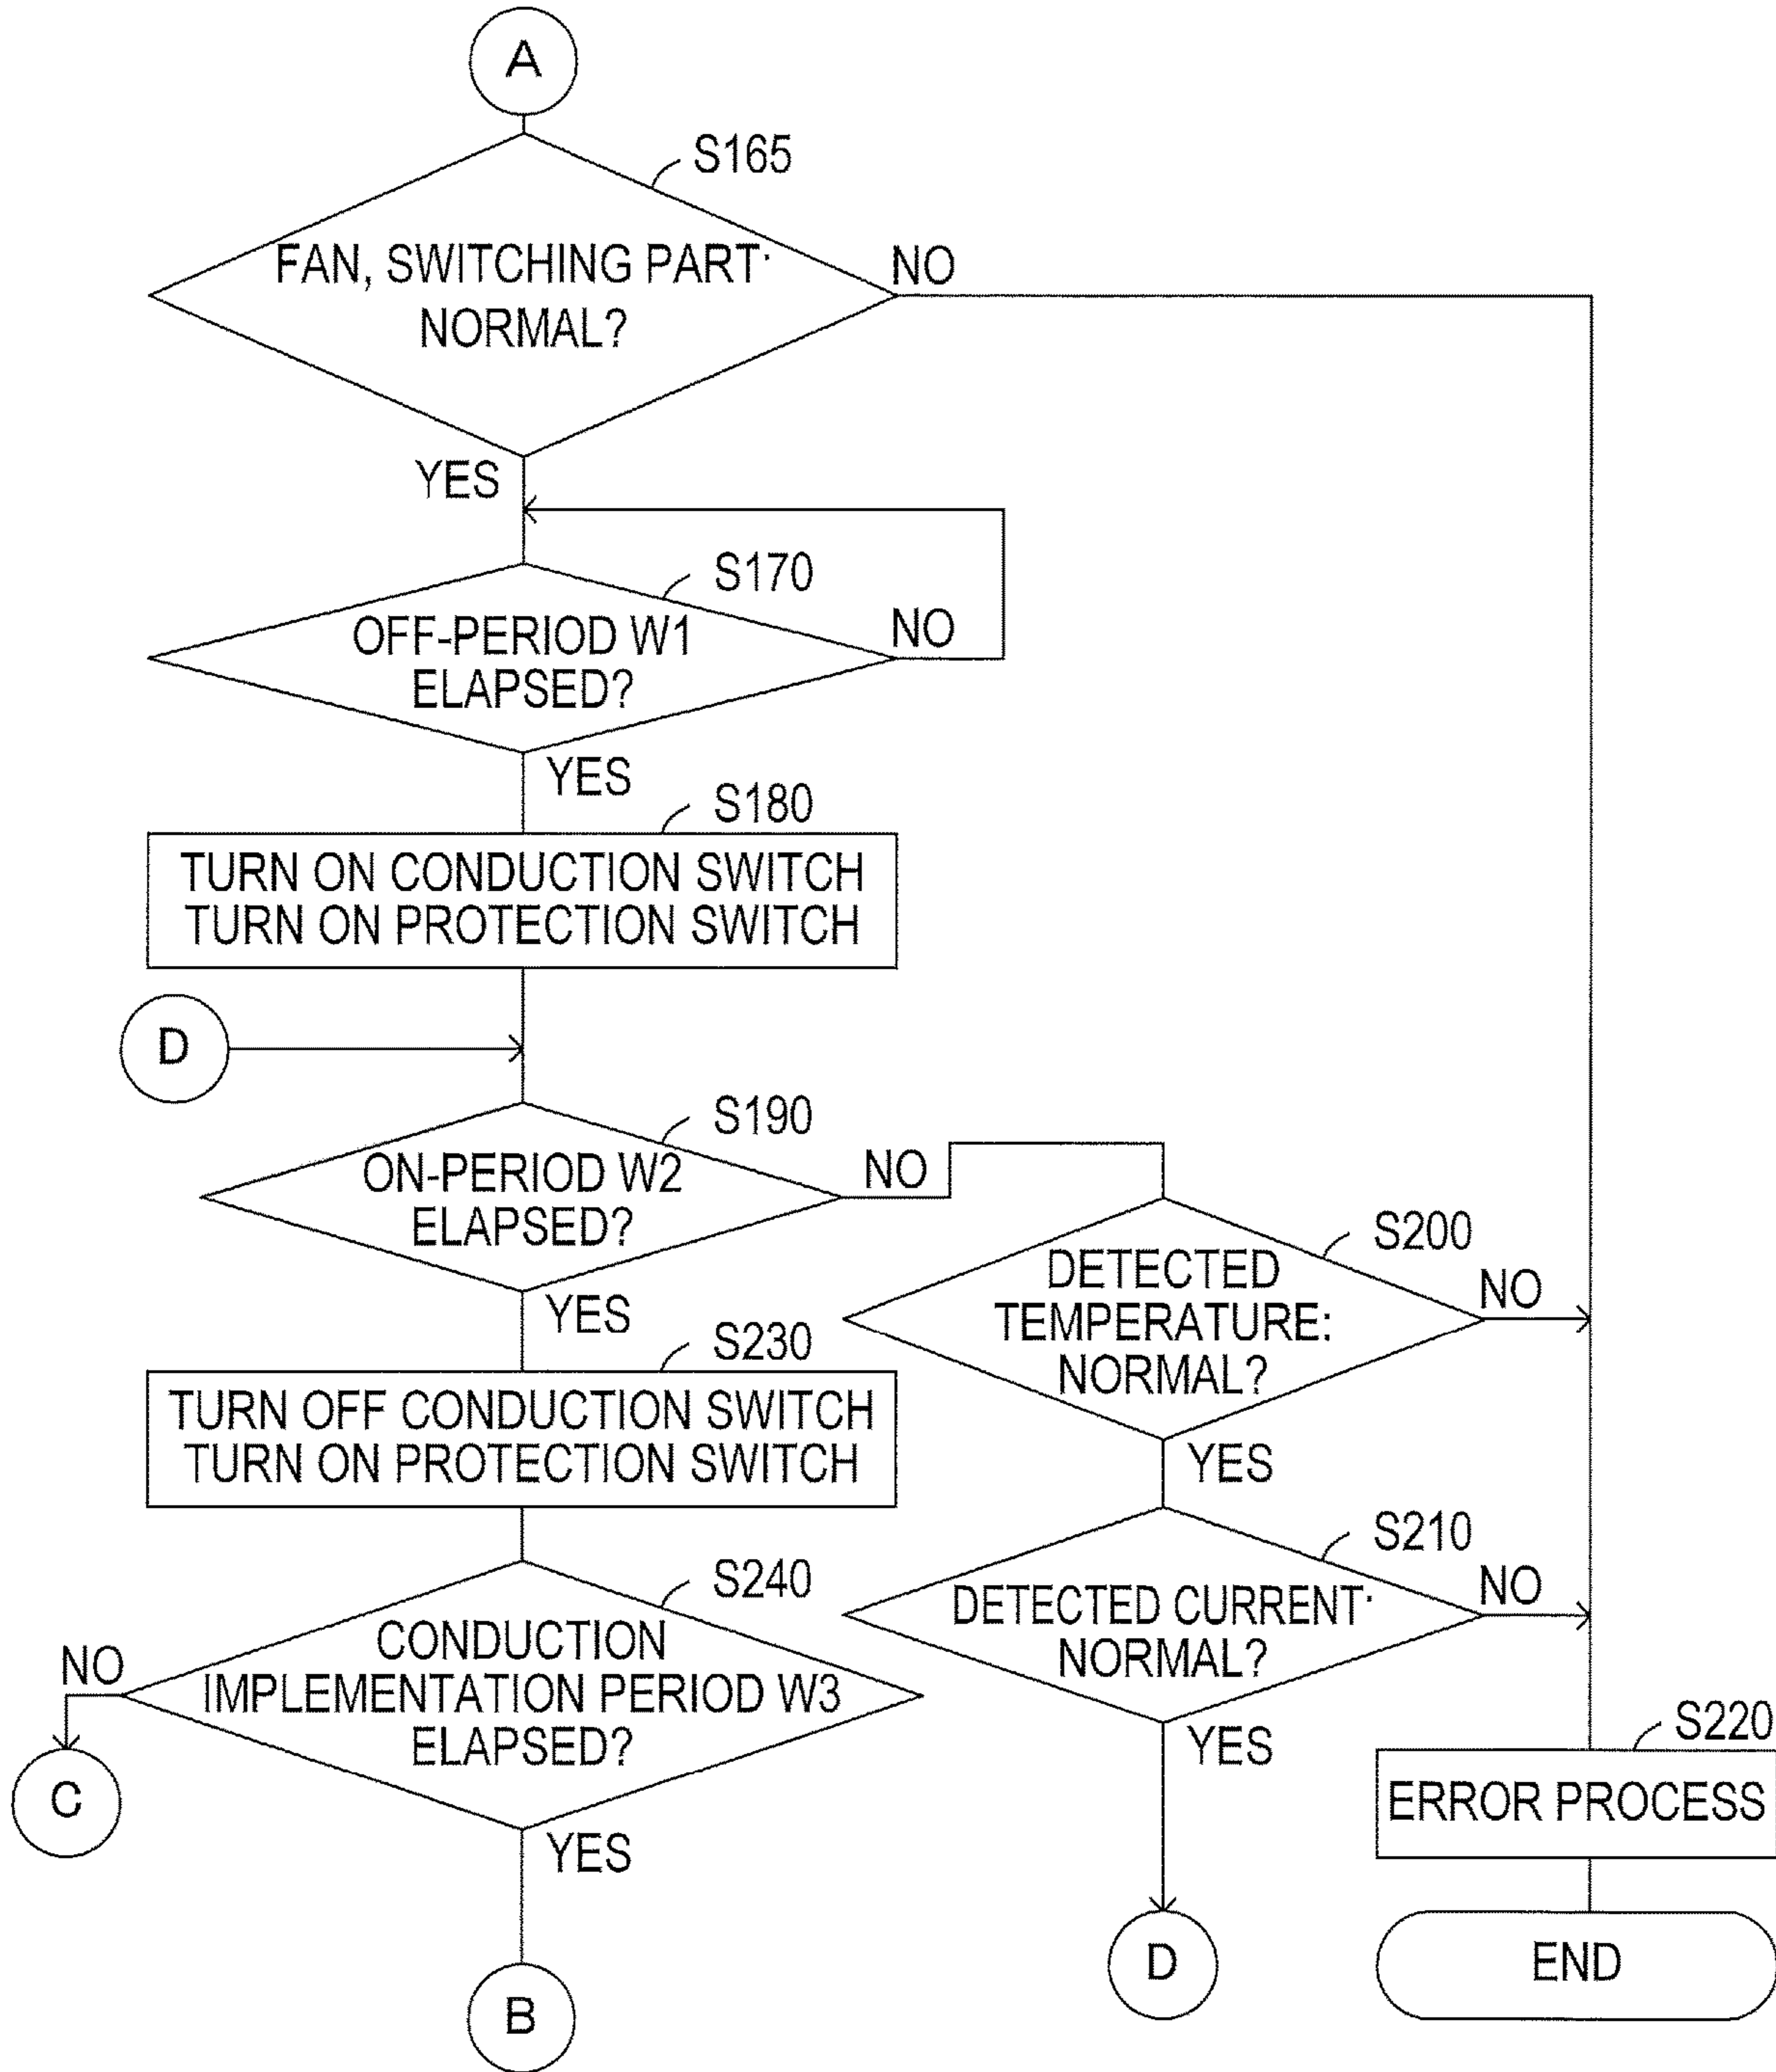 A
S165
FAN, SWITCHING PART:
NORMAL?
NO
YES
S170
OFF-PERIOD W1
ELAPSED?
NO
YES
S180
TURN ON CONDUCTION SWITCH
TURN ON PROTECTION SWITCH
D
S190
ON-PERIOD W2
ELAPSED?
NO
YES
S200
DETECTED
TEMPERATURE:
NORMAL?
NO
YES
S230
TURN OFF CONDUCTION SWITCH
TURN ON PROTECTION SWITCH
S210
DETECTED CURRENT:
NORMAL?
NO
YES
S240
CONDUCTION
IMPLEMENTATION PERIOD W3
ELAPSED?
NO
YES
C
S220
ERROR PROCESS
D
END
B